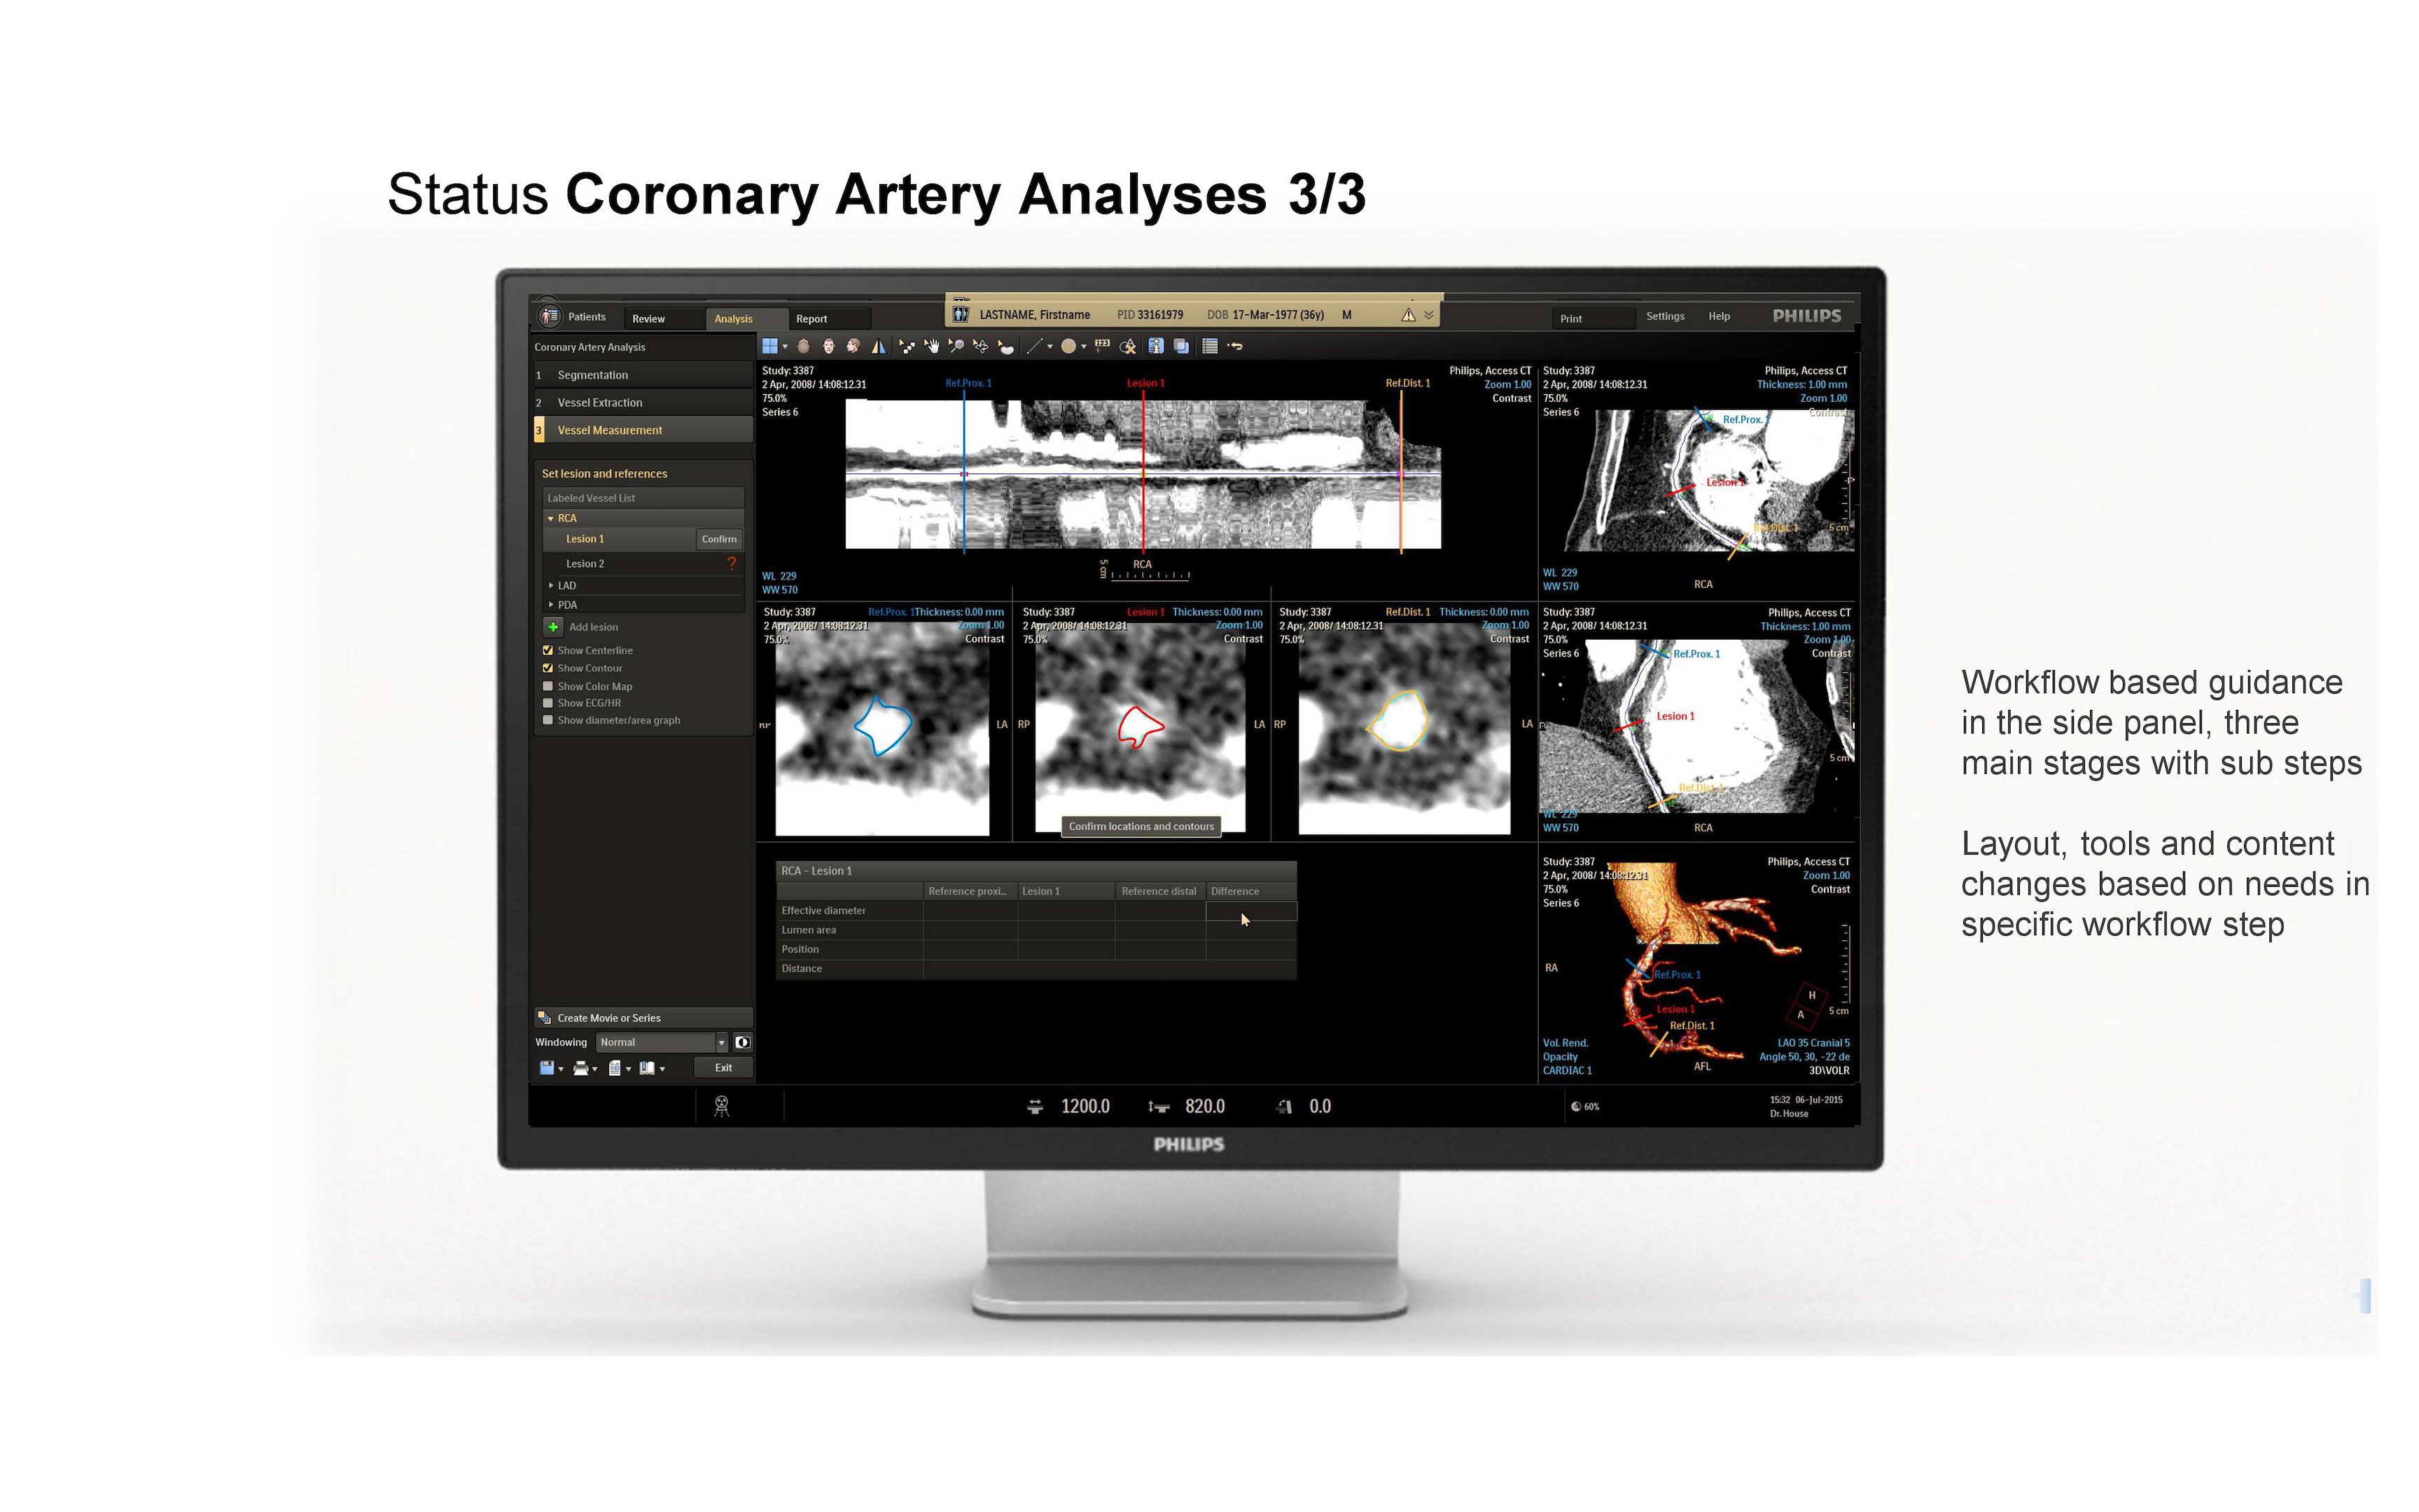 Status Coronary Artery Analyses 3/3
Patients
Review
Analysis
Report
LASTNAME, Firstname PID 33161979 DOB 17-Mar-1977 (36y) M
Print
Settings
Help
PHILIPS
Coronary Artery Analysis
1 Segmentation
2 Vessel Extraction
3 Vessel Measurement
Set lesion and references
Labeled Vessel List
RCA
Lesion 1
Confirm
Lesion 2 ?
LAD
PDA
Add lesion
Show Centerline
Show Contour
Show Color Map
Show ECG/HR
Show diameter/area graph
Create Movie or Series
Windowing Normal
Exit
Study: 3387
2 Apr, 2008/ 14:08:12.31
75.0%
Series 6
Ref.Prox. 1
Lesion 1
Ref.Dist. 1
Philips, Access CT
Zoom 1.00
Contrast
WL 229
WW 570
5 cm
RCA
Study: 3387
2 Apr, 2008/ 14:08:12.31
75.0%
Series 6
Philips, Access CT
Thickness: 1.00 mm
Zoom 1.00
Contrast
Ref.Prox. 1
Lesion 1
Ref.Dist. 1
5 cm
WL 229
WW 570
RCA
Study: 3387
2 Apr, 2008/ 14:08:12.31
75.0%
Ref.Prox. 1 Thickness: 0.00 mm
Zoom 1.00
Contrast
RP
LA
Study: 3387
2 Apr, 2008/ 14:08:12.31
75.0%
Lesion 1 Thickness: 0.00 mm
Zoom 1.00
Contrast
RP
LA
Confirm locations and contours
Study: 3387
2 Apr, 2008/ 14:08:12.31
75.0%
Ref.Dist. 1 Thickness: 0.00 mm
Zoom 1.00
Contrast
RP
LA
Study: 3387
2 Apr, 2008/ 14:08:12.31
75.0%
Series 6
Philips, Access CT
Thickness: 1.00 mm
Zoom 1.00
Contrast
Ref.Prox. 1
Lesion 1
Ref.Dist. 1
5 cm
WL 229
WW 570
RCA
RCA - Lesion 1
Reference proxi... Lesion 1 Reference distal Difference
Effective diameter
Lumen area
Position
Distance
Study: 3387
2 Apr, 2008/ 14:08:12.31
75.0%
Series 6
Philips, Access CT
Zoom 1.00
Contrast
RA
Ref.Prox. 1
Lesion 1
Ref.Dist. 1
H
A
5 cm
Vol. Rend.
Opacity
CARDIAC 1
AFL
LAO 35 Cranial 5
Angle 50, 30, -22 de
3D\VOLR
1200.0
820.0
0.0
60%
15:32 06-Jul-2015
Dr. House
PHILIPS
Workflow based guidance
in the side panel, three
main stages with sub steps
Layout, tools and content
changes based on needs in
specific workflow step